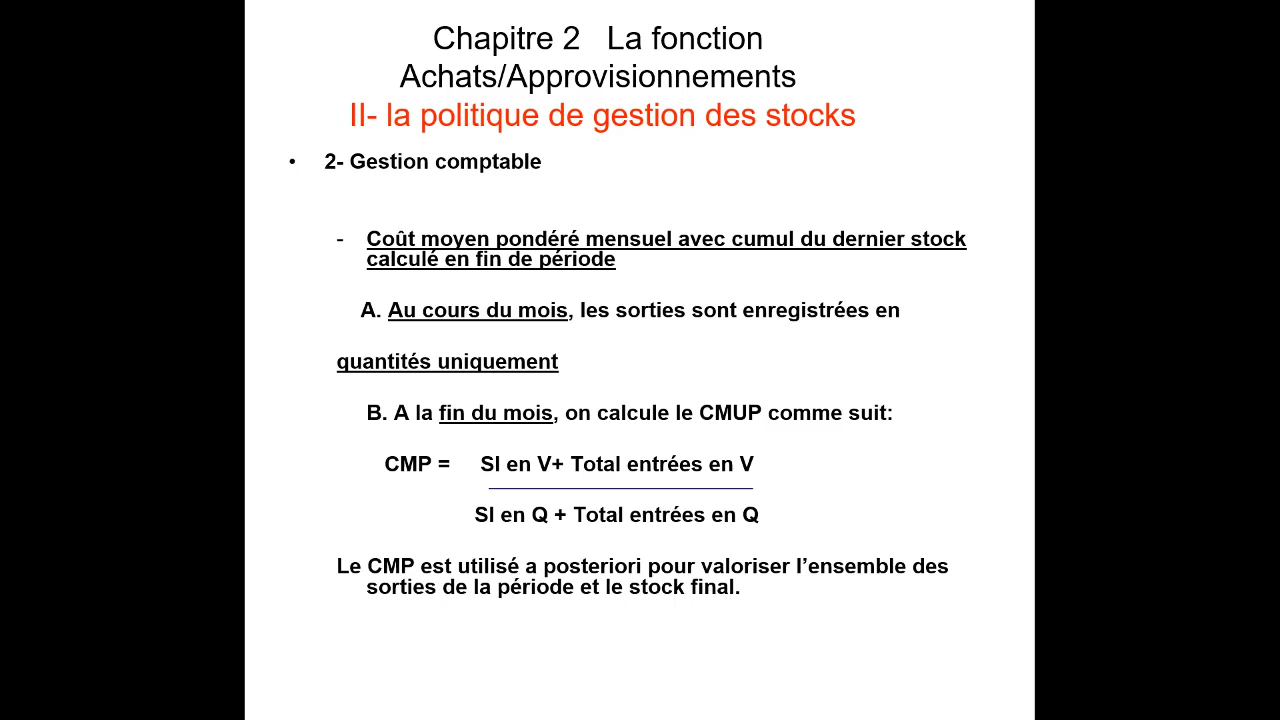 Chapitre 2 La fonction
Achats/Approvisionnements
II- la politique de gestion des stocks
• 2- Gestion comptable
- Coût moyen pondéré mensuel avec cumul du dernier stock
calculé en fin de période
A. Au cours du mois, les sorties sont enregistrées en
quantités uniquement
B. A la fin du mois, on calcule le CMUP comme suit:
CMP = SI en V+ Total entrées en V
SI en Q + Total entrées en Q
Le CMP est utilisé a posteriori pour valoriser l’ensemble des
sorties de la période et le stock final.